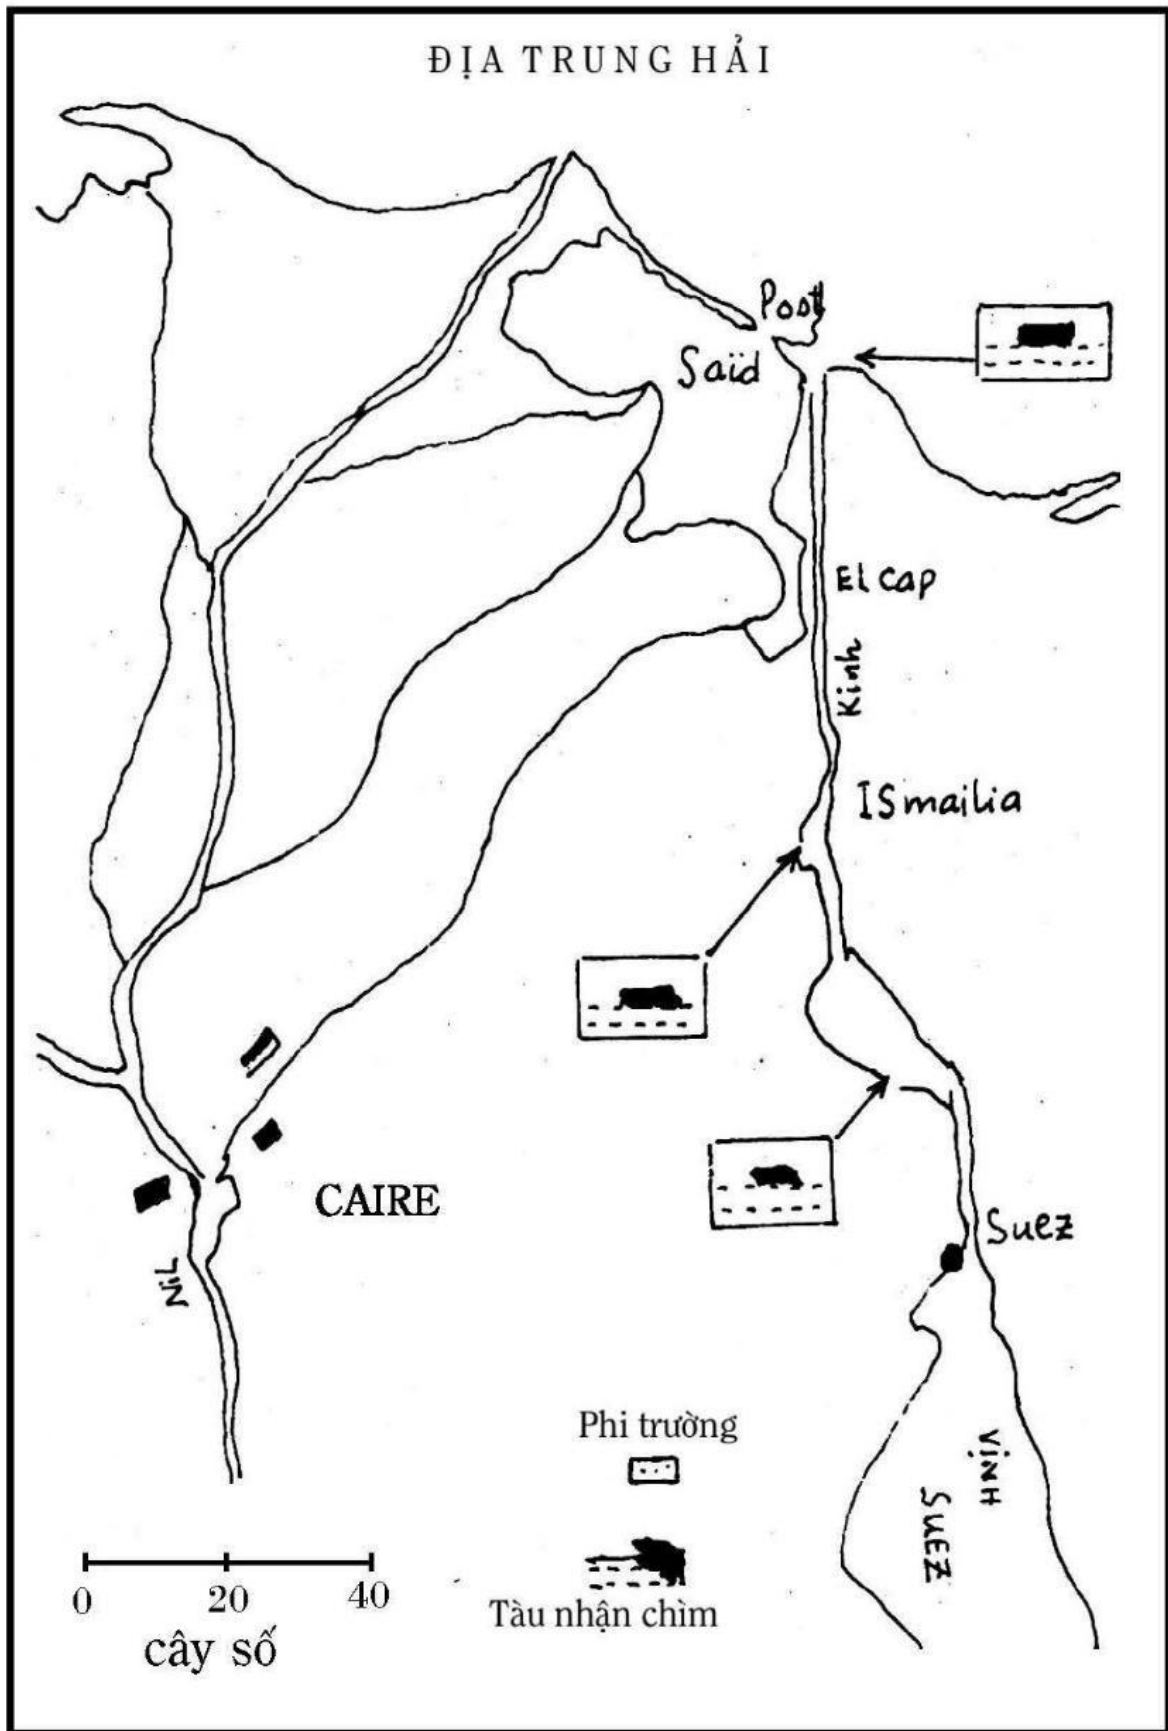 ĐỊA TRUNG HẢI
Post
Saïd
El Cap
Kinh
ISmailia
CAIRE
Suez
NiL
Phi trường
VỊNH
SUEZ
0 20 40
cây số
Tàu nhận chìm